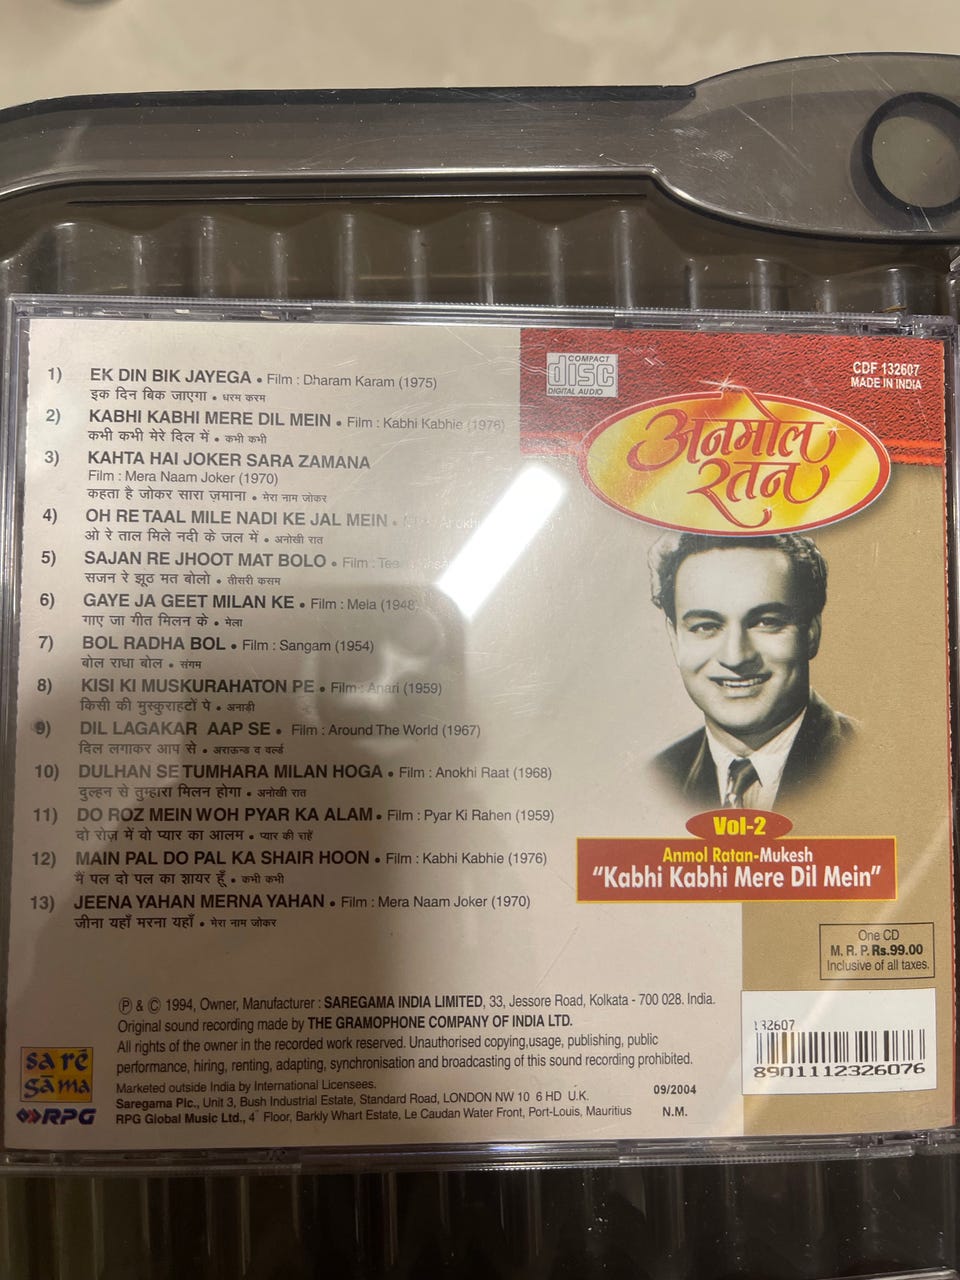 1) EK DIN BIK JAYEGA • Film : Dharam Karam (1975)
इक दिन बिक जाएगा • धरम करम
2) KABHI KABHI MERE DIL MEIN • Film : Kabhi Kabhie (1976)
कभी कभी मेरे दिल में • कभी कभी
3) KAHTA HAI JOKER SARA ZAMANA
Film : Mera Naam Joker (1970)
कहता है जोकर सारा ज़माना • मेरा नाम जोकर
4) OH RE TAAL MILE NADI KE JAL MEIN •
ओ रे ताल मिले नदी के जल में • अनोखी रात
5) SAJAN RE JHOOT MAT BOLO • Film :
सजन रे झूठ मत बोलो • तीसरी कसम
6) GAYE JA GEET MILAN KE • Film : Mela (1948)
गाए जा गीत मिलन के • मेला
7) BOL RADHA BOL • Film : Sangam (1954)
बोल राधा बोल • संगम
8) KISI KI MUSKURAHATON PE • Film : Anari (1959)
किसी की मुस्कुराहटों पे • अनाडी
9) DIL LAGAKAR AAP SE • Film : Around The World (1967)
दिल लगाकर आप से • अराऊन्ड द वर्ल्ड
10) DULHAN SE TUMHARA MILAN HOGA • Film : Anokhi Raat (1968)
दुल्हन से तुम्हारा मिलन होगा • अनोखी रात
11) DO ROZ MEIN WOH PYAR KA ALAM • Film : Pyar Ki Rahen (1959)
दो रोज़ में वो प्यार का आलम • प्यार की राहें
12) MAIN PAL DO PAL KA SHAIR HOON • Film : Kabhi Kabhie (1976)
मैं पल दो पल का शायर हूँ • कभी कभी
13) JEENA YAHAN MERNA YAHAN • Film : Mera Naam Joker (1970)
जीना यहाँ मरना यहाँ • मेरा नाम जोकर
COMPACT
disc
DIGITAL AUDIO
CDF 132607
MADE IN INDIA
अनमोल
रतन
Vol-2
Anmol Ratan-Mukesh
"Kabhi Kabhi Mere Dil Mein"
One CD
M. R. P. Rs.99.00
Inclusive of all taxes.
132607
8901112326076
Ⓟ & © 1994, Owner, Manufacturer : SAREGAMA INDIA LIMITED, 33, Jessore Road, Kolkata - 700 028. India.
Original sound recording made by THE GRAMOPHONE COMPANY OF INDIA LTD.
All rights of the owner in the recorded work reserved. Unauthorised copying,usage, publishing, public
performance, hiring, renting, adapting, synchronisation and broadcasting of this sound recording prohibited.
Marketed outside India by International Licensees.
Saregama Plc., Unit 3, Bush Industrial Estate, Standard Road, LONDON NW 10 6 HD U.K.
RPG Global Music Ltd., 4" Floor, Barkly Whart Estate, Le Caudan Water Front, Port-Louis, Mauritius
09/2004
N.M.
sa re
gama
RPG